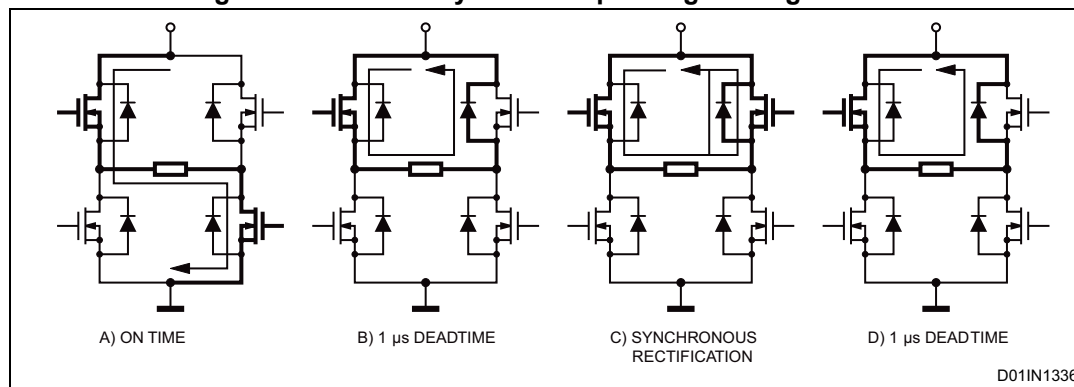 A) ON TIME
B) 1 µs DEADTIME
C) SYNCHRONOUS
RECTIFICATION
D) 1 µs DEADTIME
D01IN1336